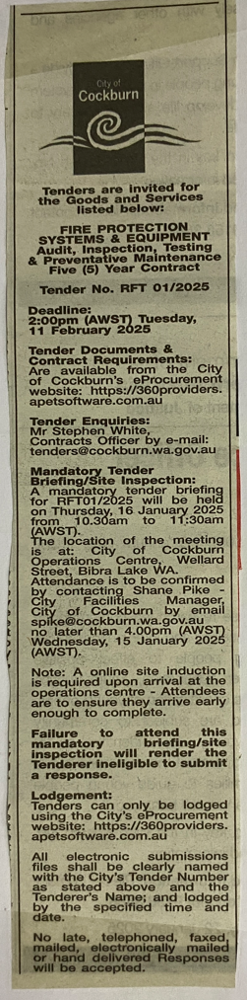 City of
Cockburn
Tenders are invited for
the Goods and Services
listed below:
FIRE PROTECTION
SYSTEMS & EQUIPMENT
Audit, Inspection, Testing
& Preventative Maintenance
Five (5) Year Contract
Tender No. RFT 01/2025
Deadline:
2:00pm (AWST) Tuesday,
11 February 2025
Tender Documents &
Contract Requirements:
Are available from the City
of Cockburn's eProcurement
website: https://360providers.
apetsoftware.com.au
Tender Enquiries:
Mr Stephen White,
Contracts Officer by e-mail:
tenders@cockburn.wa.gov.au
Mandatory Tender
Briefing/Site Inspection:
A mandatory tender briefing
for RFT01/2025 will be held
on Thursday, 16 January 2025
from 10.30am to 11:30am
(AWST).
The location of the meeting
is at: City of Cockburn
Operations Centre, Wellard
Street, Bibra Lake WA.
Attendance is to be confirmed
by contacting Shane Pike -
City Facilities Manager,
City of Cockburn by email
spike@cockburn.wa.gov.au
no later than 4.00pm (AWST)
Wednesday, 15 January 2025
(AWST).
Note: A online site induction
is required upon arrival at the
operations centre - Attendees
are to ensure they arrive early
enough to complete.
Failure to attend this
mandatory briefing/site
inspection will render the
Tenderer ineligible to submit
a response.
Lodgement:
Tenders can only be lodged
using the City's eProcurement
website: https://360providers.
apetsoftware.com.au
All electronic submissions
files shall be clearly named
with the City's Tender Number
as stated above and the
Tenderer's Name; and lodged
by the specified time and
date.
No late, telephoned, faxed,
mailed, electronically mailed
or hand delivered Responses
will be accepted.